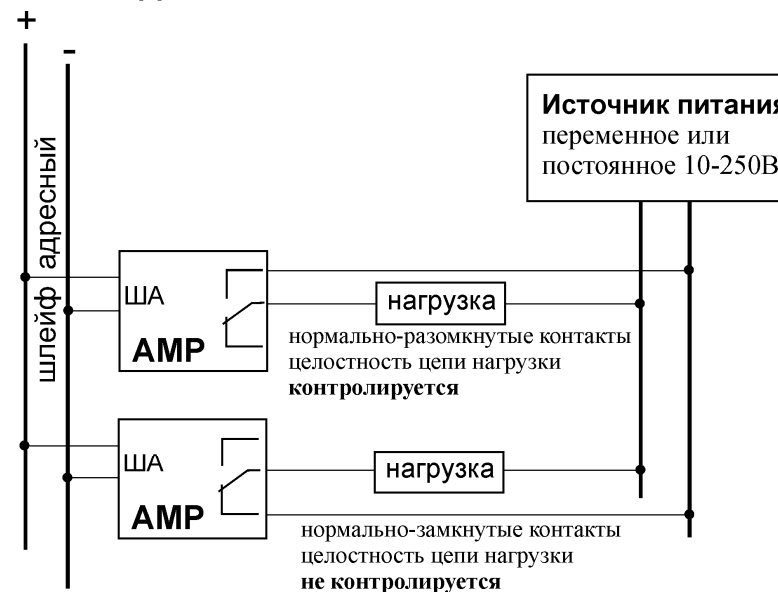 +
-
Источник питания
переменное или
постоянное 10-250В
шлейф адресный
ША
АМР
нагрузка
нормально-разомкнутые контакты
целостность цепи нагрузки
контролируется
ША
АМР
нагрузка
нормально-замкнутые контакты
целостность цепи нагрузки
не контролируется